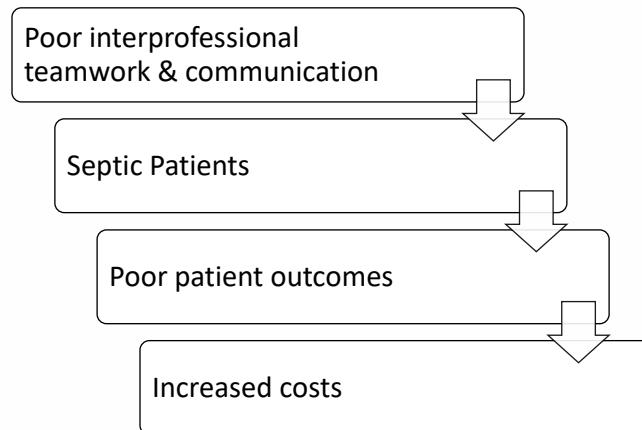 Poor interprofessional
teamwork & communication
Septic Patients
Poor patient outcomes
Increased costs